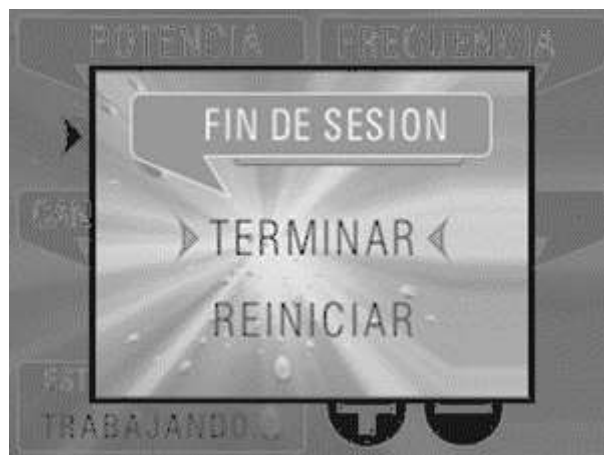 POTENCIA
FRECUENCIA
FIN DE SESION
TERMINAR
REINICIAR
TRABAJANDO...